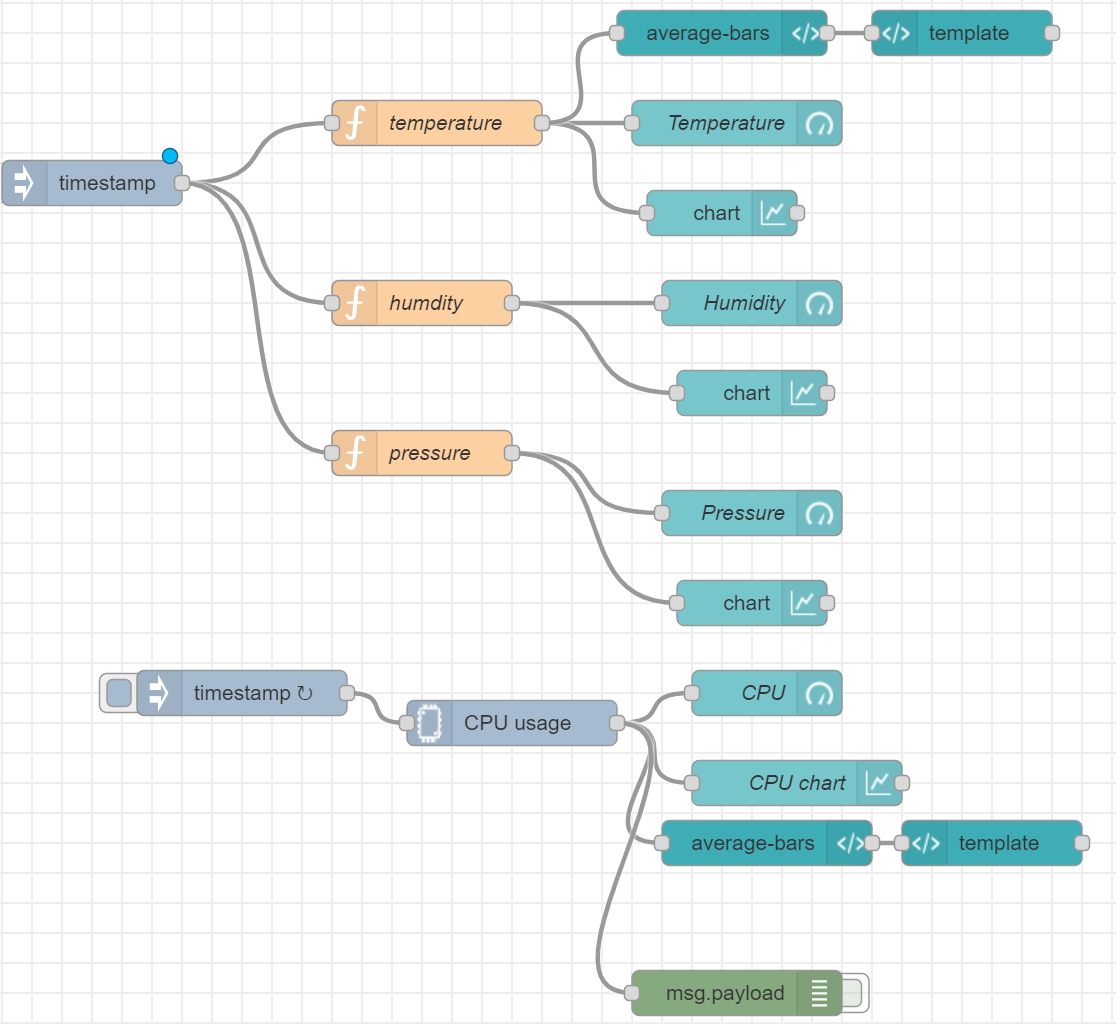 average-bars </> </> template
temperature
Temperature
timestamp
chart
humdity
Humidity
chart
pressure
Pressure
chart
timestamp ↻
CPU
CPU usage
CPU chart
average-bars </> </> template
msg.payload